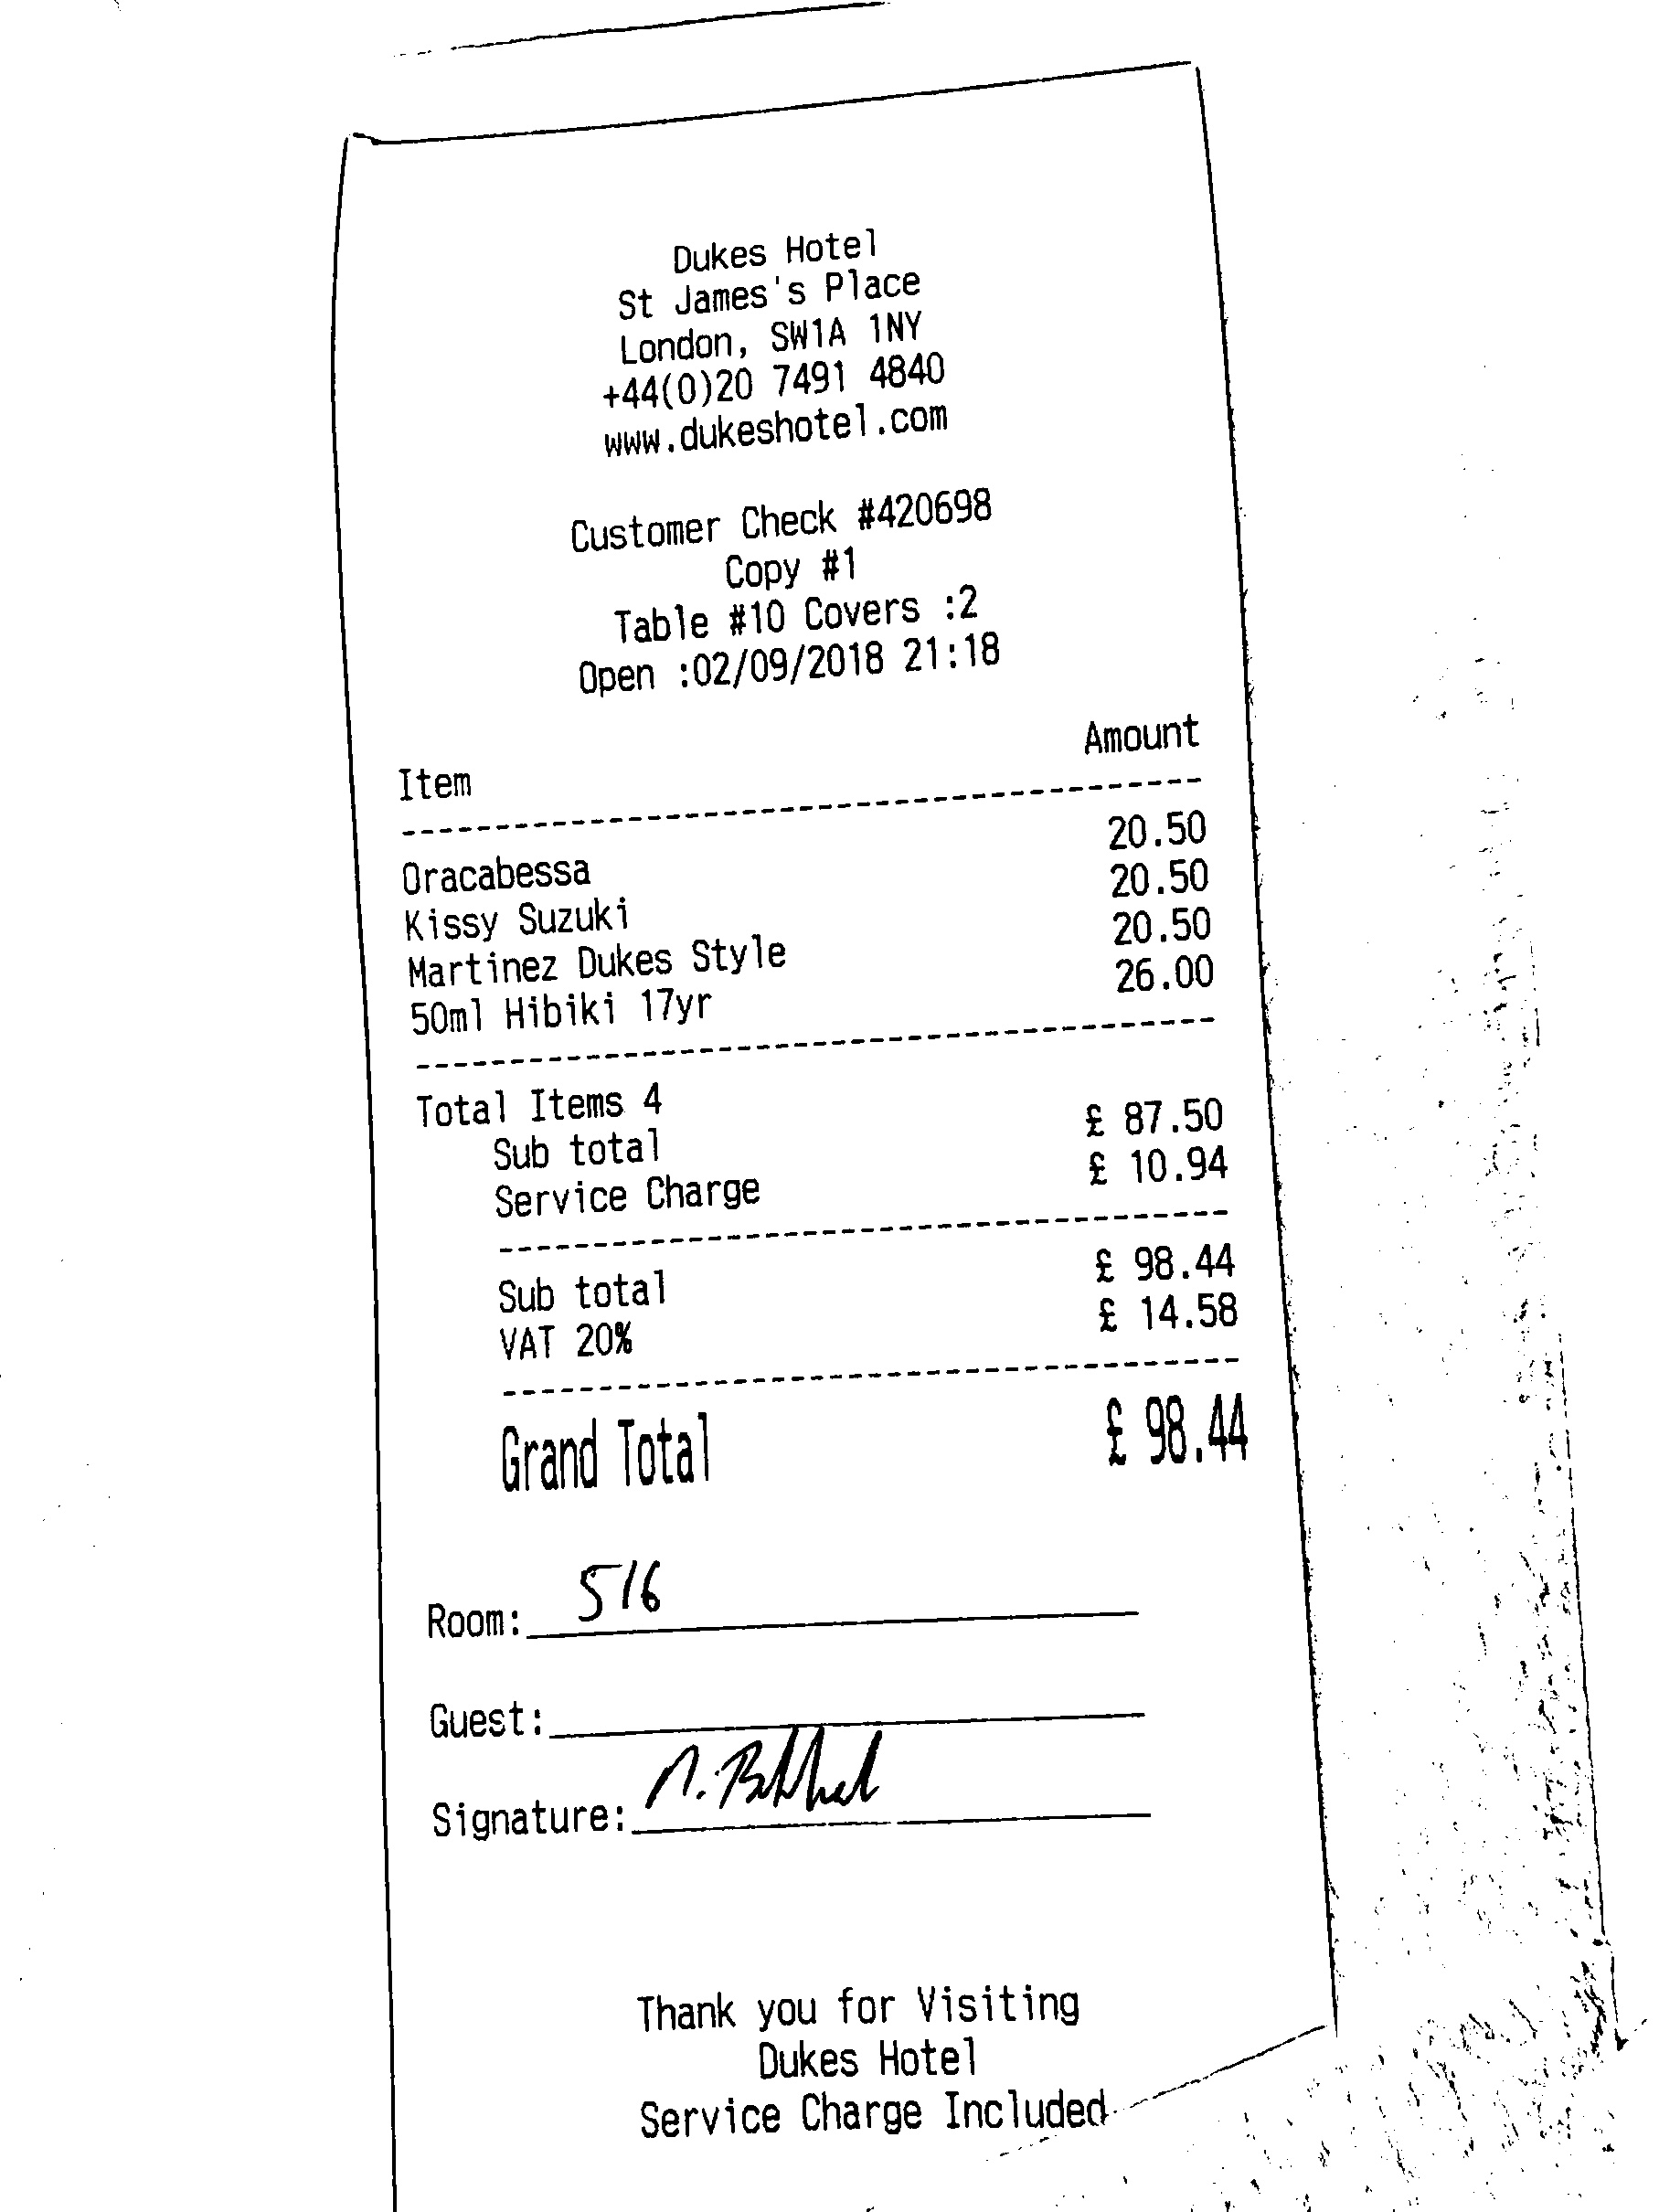 Dukes Hotel
St James's Place
London, SW1A 1NY
+44(0)20 7491 4840
www.dukeshotel.com
Customer Check #420698
Copy #1
Table #10 Covers :2
Open :02/09/2018 21:18
Item Amount
Oracabessa 20.50
Kissy Suzuki 20.50
Martinez Dukes Style 20.50
50ml Hibiki 17yr 26.00
Total Items 4
Sub total £ 87.50
Service Charge £ 10.94
Sub total £ 98.44
VAT 20% £ 14.58
Grand Total £ 98.44
Room: 516
Guest:
Signature:
Thank you for Visiting
Dukes Hotel
Service Charge Included